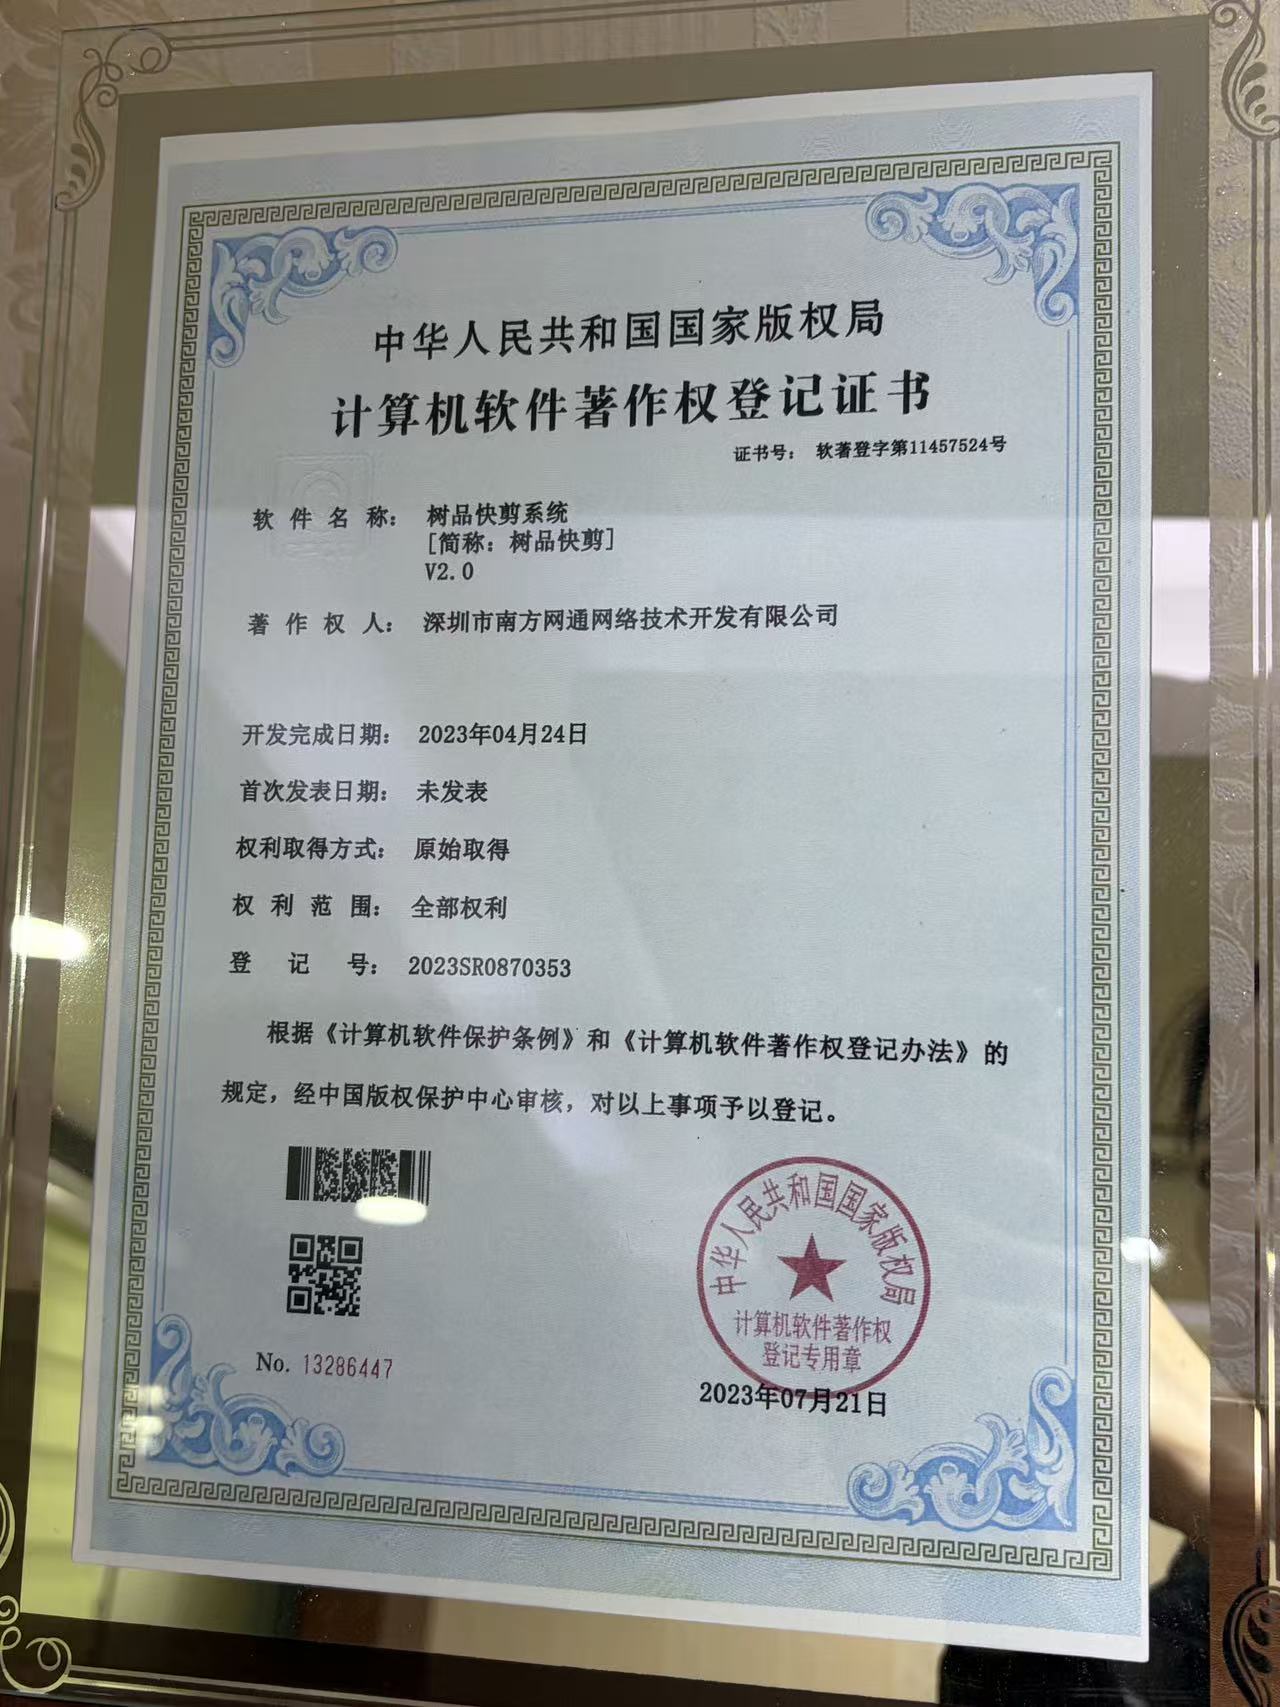 中华人民共和国国家版权局
计算机软件著作权登记证书
证书号： 软著登字第11457524号
软件名称： 树品快剪系统
[简称：树品快剪]
V2.0
著作权人： 深圳市南方网通网络技术开发有限公司
开发完成日期： 2023年04月24日
首次发表日期： 未发表
权利取得方式： 原始取得
权利范围： 全部权利
登记号： 2023SR0870353
根据《计算机软件保护条例》和《计算机软件著作权登记办法》的
规定，经中国版权保护中心审核，对以上事项予以登记。
中华人民共和国国家版权局
计算机软件著作权
登记专用章
No. 13286447
2023年07月21日